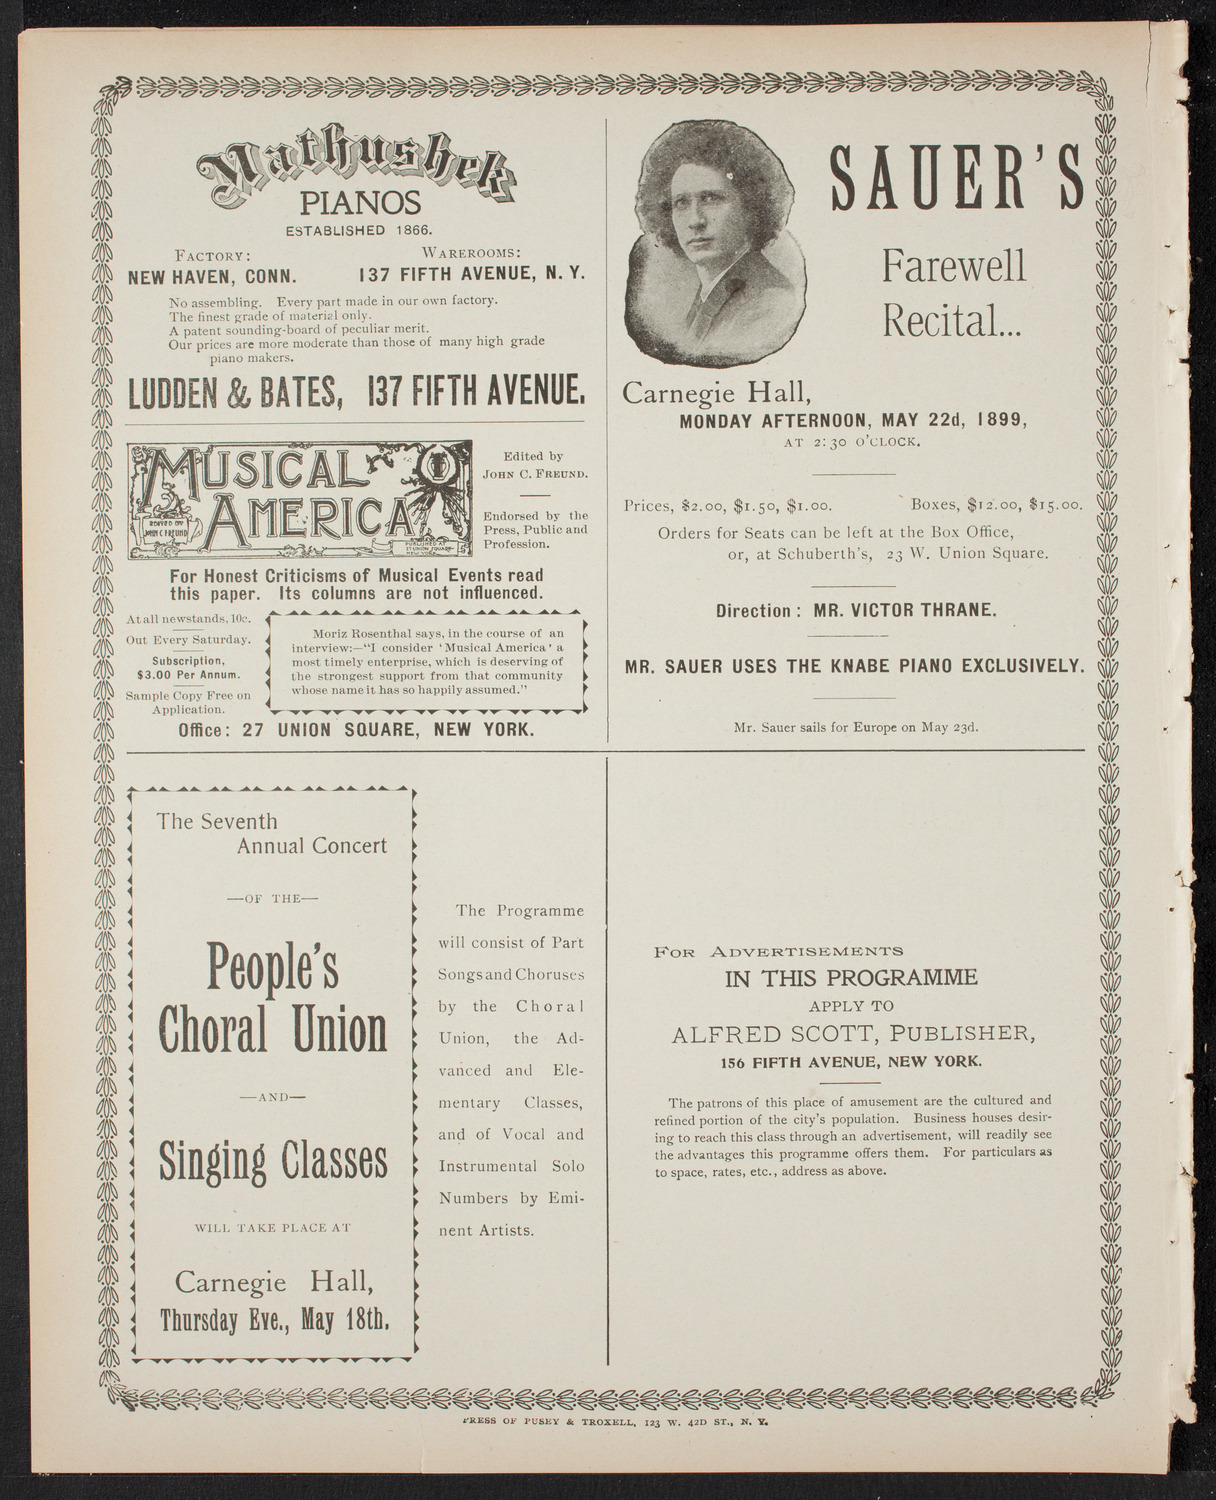 Mathushek
PIANOS
ESTABLISHED 1866.
FACTORY:
NEW HAVEN, CONN.
WAREROOMS:
137 FIFTH AVENUE, N. Y.
No assembling. Every part made in our own factory.
The finest grade of material only.
A patent sounding-board of peculiar merit.
Our prices are more moderate than those of many high grade
piano makers.
LUDDEN & BATES, 137 FIFTH AVENUE.
MUSICAL
AMERICA
EDITED BY
JOHN C FREUND
PUBLISHED AT
27 UNION SQUARE
NEW YORK
Edited by
JOHN C. FREUND.
Endorsed by the
Press, Public and
Profession.
For Honest Criticisms of Musical Events read
this paper. Its columns are not influenced.
At all newstands, 10c.
Out Every Saturday.
Subscription,
$3.00 Per Annum.
Sample Copy Free on
Application.
Moriz Rosenthal says, in the course of an
interview:—"I consider 'Musical America' a
most timely enterprise, which is deserving of
the strongest support from that community
whose name it has so happily assumed."
Office: 27 UNION SQUARE, NEW YORK.
SAUER'S
Farewell
Recital...
Carnegie Hall,
MONDAY AFTERNOON, MAY 22d, 1899,
AT 2:30 O'CLOCK.
Prices, $2.00, $1.50, $1.00. Boxes, $12.00, $15.00.
Orders for Seats can be left at the Box Office,
or, at Schuberth's, 23 W. Union Square.
Direction: MR. VICTOR THRANE.
MR. SAUER USES THE KNABE PIANO EXCLUSIVELY.
Mr. Sauer sails for Europe on May 23d.
The Seventh
Annual Concert
—OF THE—
People's
Choral Union
—AND—
Singing Classes
WILL TAKE PLACE AT
Carnegie Hall,
Thursday Eve., May 18th.
The Programme
will consist of Part
Songs and Choruses
by the Choral
Union, the Ad-
vanced and Ele-
mentary Classes,
and of Vocal and
Instrumental Solo
Numbers by Emi-
nent Artists.
FOR ADVERTISEMENTS
IN THIS PROGRAMME
APPLY TO
ALFRED SCOTT, PUBLISHER,
156 FIFTH AVENUE, NEW YORK.
The patrons of this place of amusement are the cultured and
refined portion of the city's population. Business houses desir-
ing to reach this class through an advertisement, will readily see
the advantages this programme offers them. For particulars as
to space, rates, etc., address as above.
PRESS OF PUSEY & TROXELL, 123 W. 42D ST., N. Y.